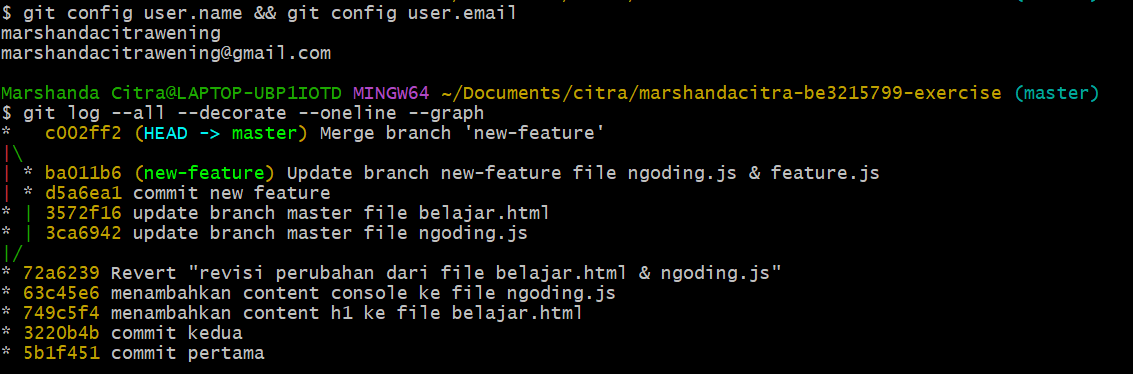 $ git config user.name && git config user.email
marshandacitrawening
marshandacitrawening@gmail.com
Marshanda Citra@LAPTOP-UBP1IOTD MINGW64 ~/Documents/citra/marshandacitra-be3215799-exercise (master)
$ git log --all --decorate --oneline --graph
*   c002ff2 (HEAD -> master) Merge branch 'new-feature'
|\
| * ba011b6 (new-feature) Update branch new-feature file ngoding.js & feature.js
| * d5a6ea1 commit new feature
* | 3572f16 update branch master file belajar.html
* | 3ca6942 update branch master file ngoding.js
|/
* 72a6239 Revert "revisi perubahan dari file belajar.html & ngoding.js"
* 63c45e6 menambahkan content console ke file ngoding.js
* 749c5f4 menambahkan content h1 ke file belajar.html
* 3220b4b commit kedua
* 5b1f451 commit pertama